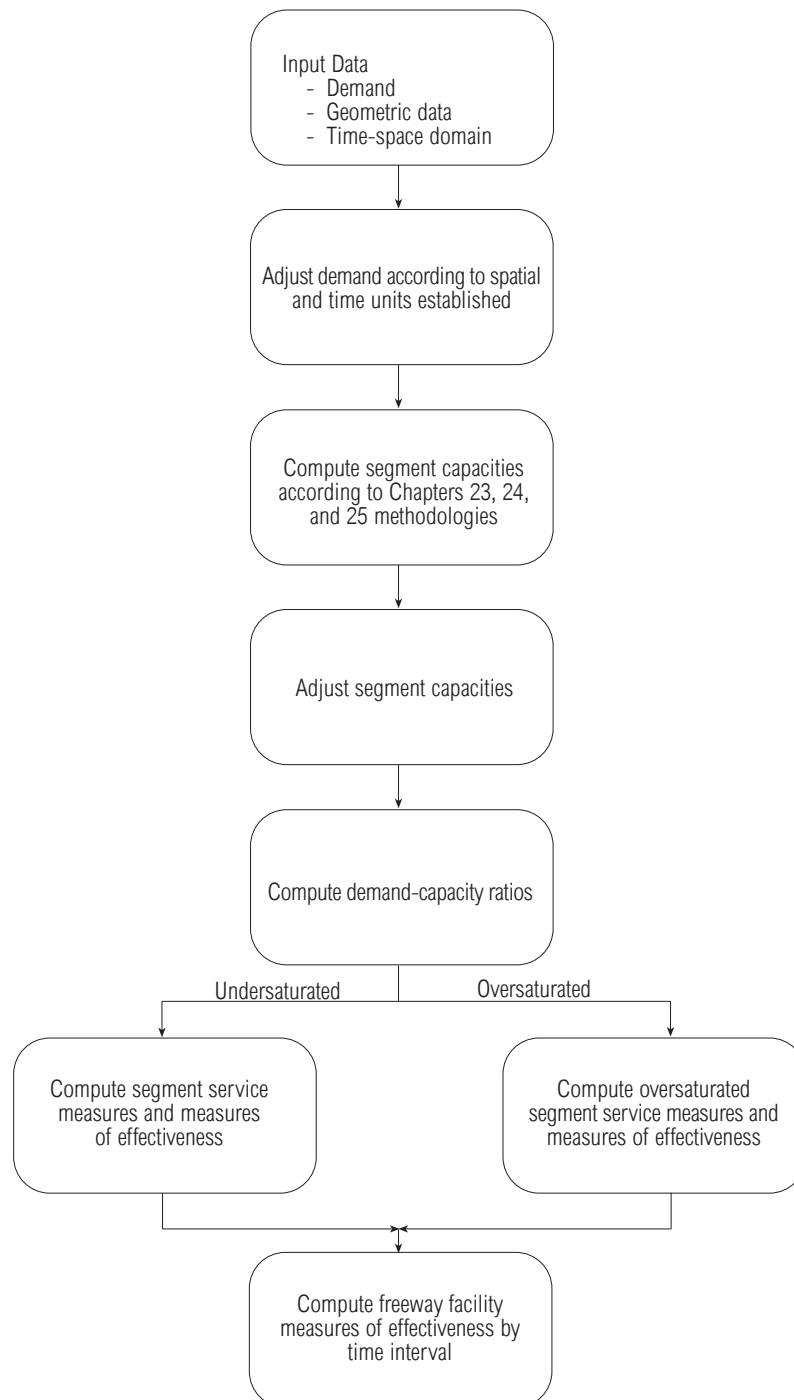 Input Data
- Demand
- Geometric data
- Time-space domain
Adjust demand according to spatial
and time units established
Compute segment capacities
according to Chapters 23, 24,
and 25 methodologies
Adjust segment capacities
Compute demand-capacity ratios
Undersaturated
Oversaturated
Compute segment service
measures and measures
of effectiveness
Compute oversaturated
segment service measures and
measures of effectiveness
Compute freeway facility
measures of effectiveness by
time interval